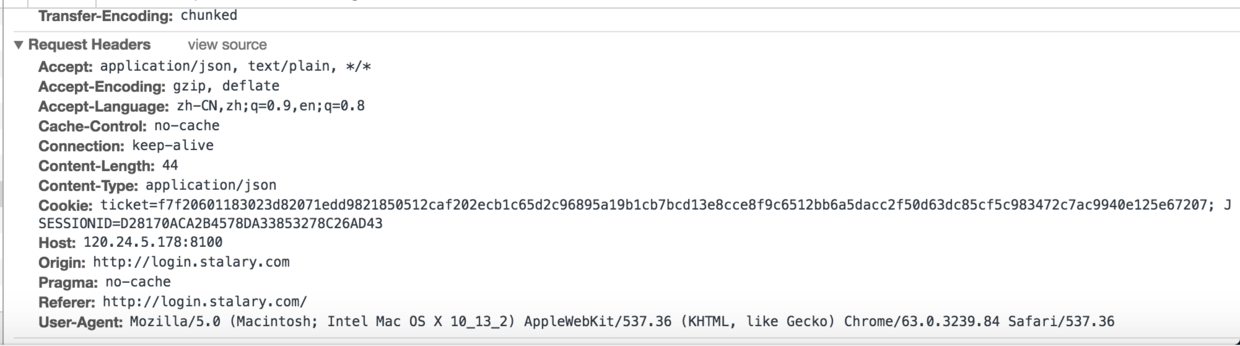 Transfer-Encoding: chunked
▼ Request Headers view source
Accept: application/json, text/plain, */*
Accept-Encoding: gzip, deflate
Accept-Language: zh-CN,zh;q=0.9,en;q=0.8
Cache-Control: no-cache
Connection: keep-alive
Content-Length: 44
Content-Type: application/json
Cookie: ticket=f7f20601183023d82071edd9821850512caf202ecb1c65d2c96895a19b1cb7bcd13e8cce8f9c6512bb6a5dacc2f50d63dc85cf5c983472c7ac9940e125e67207; J
SESSIONID=D28170ACA2B4578DA33853278C26AD43
Host: 120.24.5.178:8100
Origin: http://login.stalary.com
Pragma: no-cache
Referer: http://login.stalary.com/
User-Agent: Mozilla/5.0 (Macintosh; Intel Mac OS X 10_13_2) AppleWebKit/537.36 (KHTML, like Gecko) Chrome/63.0.3239.84 Safari/537.36